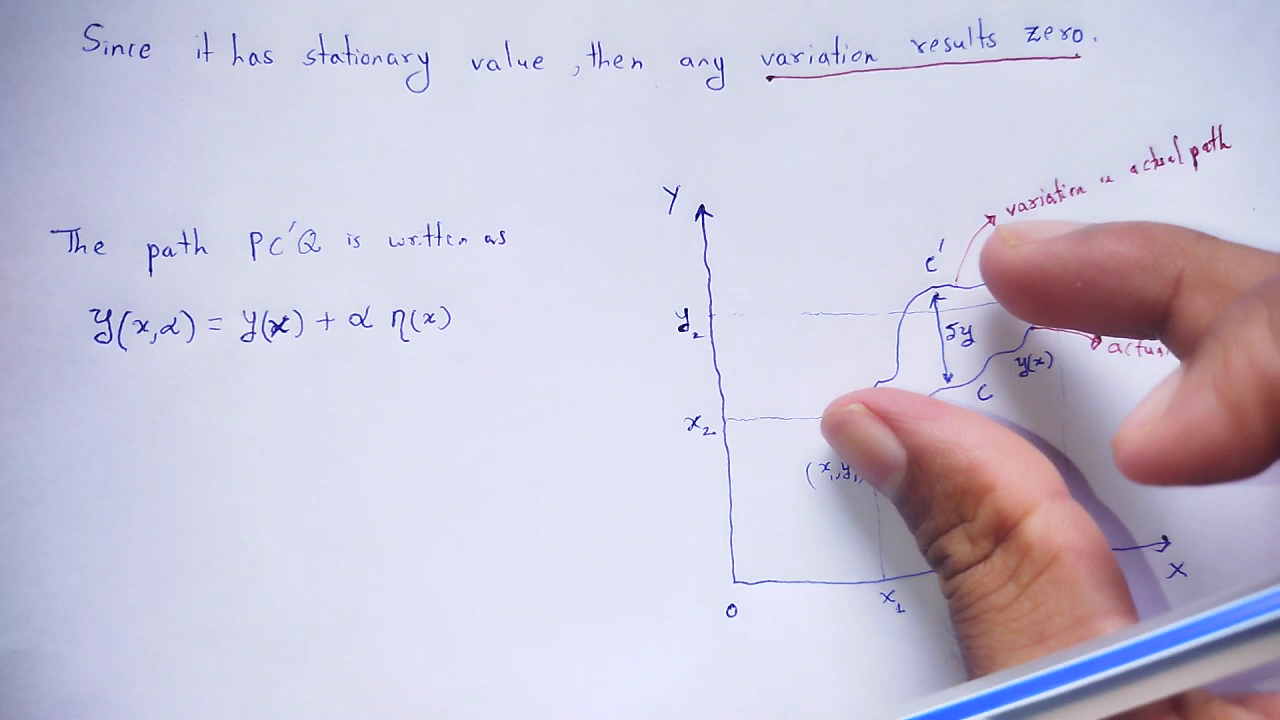 Since it has stationary value, then any variation results zero.
variation in actual path
The path PC'Q is written as
y(x,α) = y(x) + α η(x)
Y
C'
y₂
δy
y(x)
C
x₂
(x₁,y₁
X
x₁
0